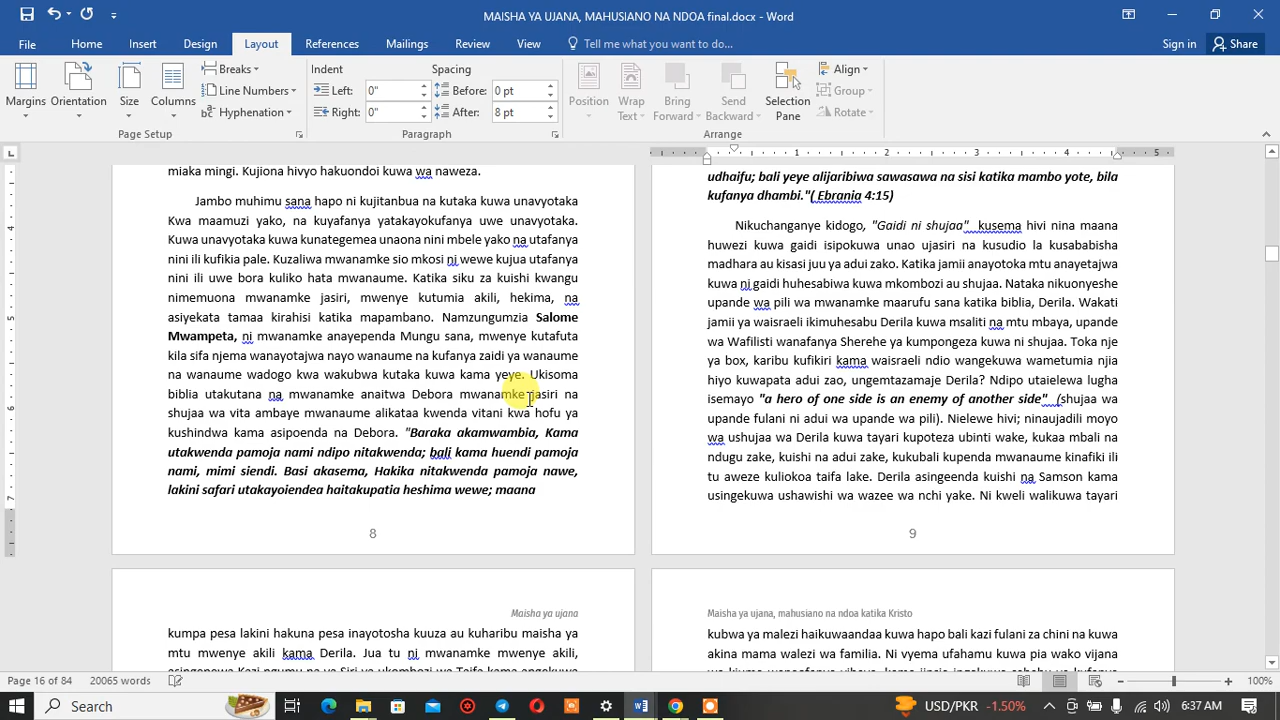 MAISHA YA UJANA, MAHUSIANO NA NDOA final.docx - Word
File Home Insert Design Layout References Mailings Review View Tell me what you want to do... Sign in Share
Margins Orientation Size Columns Breaks Line Numbers Hyphenation
Page Setup
Indent Spacing
Left: 0" Before: 0 pt
Right: 0" After: 8 pt
Paragraph
Position Wrap Text Bring Forward Send Backward Selection Pane Align Group Rotate
Arrange
miaka mingi. Kujiona hivyo hakuondoi kuwa wa naweza.
Jambo muhimu sana hapo ni kujitanbua na kutaka kuwa unavyotaka
Kwa maamuzi yako, na kuyafanya yatakayokufanya uwe unavyotaka.
Kuwa unavyotaka kuwa kunategemea unaona nini mbele yako na utafanya
nini ili kufikia pale. Kuzaliwa mwanamke sio mkosi ni wewe kujua utafanya
nini ili uwe bora kuliko hata mwanaume. Katika siku za kuishi kwangu
nimemuona mwanamke jasiri, mwenye kutumia akili, hekima, na
asiyekata tamaa kirahisi katika mapambano. Namzungumzia Salome
Mwampeta, ni mwanamke anayependa Mungu sana, mwenye kutafuta
kila sifa njema wanayotajwa nayo wanaume na kufanya zaidi ya wanaume
na wanaume wadogo kwa wakubwa kutaka kuwa kama yeye. Ukisoma
biblia utakutana na mwanamke anaitwa Debora mwanamke jasiri na
shujaa wa vita ambaye mwanaume alikataa kwenda vitani kwa hofu ya
kushindwa kama asipoenda na Debora. "Baraka akamwambia, Kama
utakwenda pamoja nami ndipo nitakwenda; bali kama huendi pamoja
nami, mimi siendi. Basi akasema, Hakika nitakwenda pamoja nawe,
lakini safari utakayoiendea haitakupatia heshima wewe; maana
8
udhaifu; bali yeye alijaribiwa sawasawa na sisi katika mambo yote, bila
kufanya dhambi."( Ebrania 4:15)
Nikuchanganye kidogo, "Gaidi ni shujaa" kusema hivi nina maana
huwezi kuwa gaidi isipokuwa unao ujasiri na kusudio la kusababisha
madhara au kisasi juu ya adui zako. Katika jamii anayotoka mtu anayetajwa
kuwa ni gaidi huhesabiwa kuwa mkombozi au shujaa. Nataka nikuonyeshe
upande wa pili wa mwanamke maarufu sana katika biblia, Derila. Wakati
jamii ya waisraeli ikimuhesabu Derila kuwa msaliti na mtu mbaya, upande
wa Wafilisti wanafanya Sherehe ya kumpongeza kuwa ni shujaa. Toka nje
ya box, karibu kufikiri kama waisraeli ndio wangekuwa wametumia njia
hiyo kuwapata adui zao, ungemtazamaje Derila? Ndipo utaielewa lugha
isemayo "a hero of one side is an enemy of another side" (shujaa wa
upande fulani ni adui wa upande wa pili). Nielewe hivi; ninaujadili moyo
wa ushujaa wa Derila kuwa tayari kupoteza ubinti wake, kukaa mbali na
ndugu zake, kuishi na adui zake, kukubali kupenda mwanaume kinafiki ili
tu aweze kuliokoa taifa lake. Derila asingeenda kuishi na Samson kama
usingekuwa ushawishi wa wazee wa nchi yake. Ni kweli walikuwa tayari
9
Maisha ya ujana
kumpa pesa lakini hakuna pesa inayotosha kuuza au kuharibu maisha ya
mtu mwenye akili kama Derila. Jua tu ni mwanamke mwenye akili,
Maisha ya ujana, mahusiano na ndoa katika Kristo
kubwa ya malezi haikuwaandaa kuwa hapo bali kazi fulani za chini na kuwa
akina mama walezi wa familia. Ni vyema ufahamu kuwa pia wako vijana
Page 16 of 84 20065 words 100%
Search USD/PKR -1.50% 6:37 AM